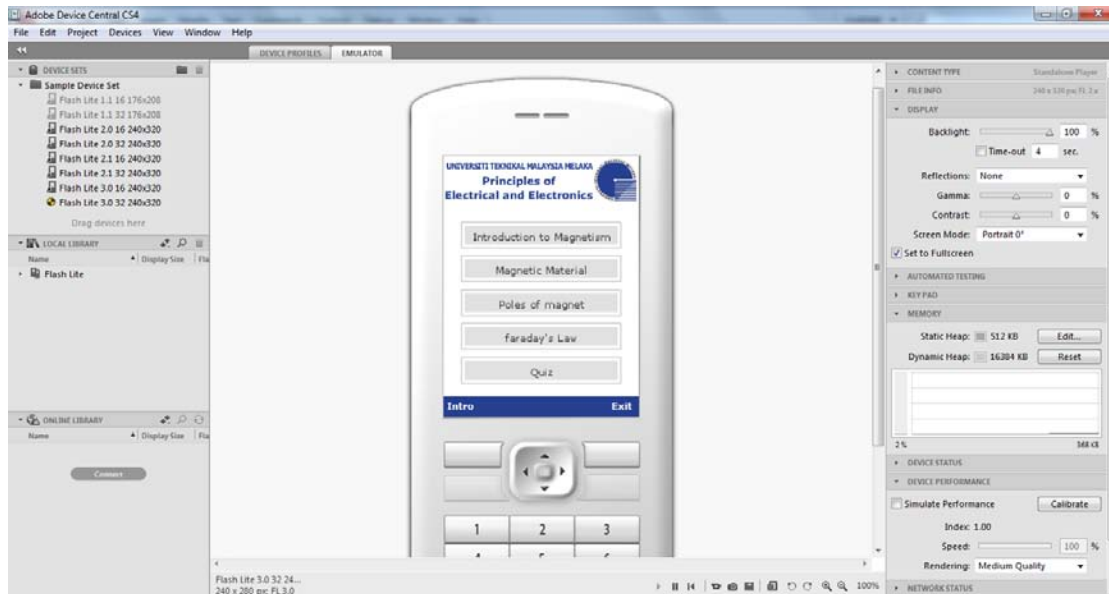 Adobe Device Central CS4
File Edit Project Devices View Window Help
DEVICE PROFILES EMULATOR
DEVICE SETS
Sample Device Set
Flash Lite 1.1 16 176x208
Flash Lite 1.1 32 176x208
Flash Lite 2.0 16 240x320
Flash Lite 2.0 32 240x320
Flash Lite 2.1 16 240x320
Flash Lite 2.1 32 240x320
Flash Lite 3.0 16 240x320
Flash Lite 3.0 32 240x320
Drag devices here
LOCAL LIBRARY
Name Display Size Fla
Flash Lite
ONLINE LIBRARY
Name Display Size Fla
Connect
UNIVERSITI TEKNIKAL MALAYSIA MELAKA
Principles of
Electrical and Electronics
Introduction to Magnetism
Magnetic Material
Poles of magnet
faraday's Law
Quiz
Intro Exit
1 2 3
Flash Lite 3.0 32 24...
240 x 280 px; FL 3.0
100%
CONTENT TYPE Standalone Player
FILE INFO
DISPLAY
Backlight: 100 %
Time-out 4 sec.
Reflections: None
Gamma: 0 %
Contrast: 0 %
Screen Mode: Portrait 0°
Set to Fullscreen
AUTOMATED TESTING
KEY PAD
MEMORY
Static Heap: 512 KB Edit...
Dynamic Heap: 16384 KB Reset
2 % 368 KB
DEVICE STATUS
DEVICE PERFORMANCE
Simulate Performance Calibrate
Index: 1.00
Speed: 100 %
Rendering: Medium Quality
NETWORK STATUS